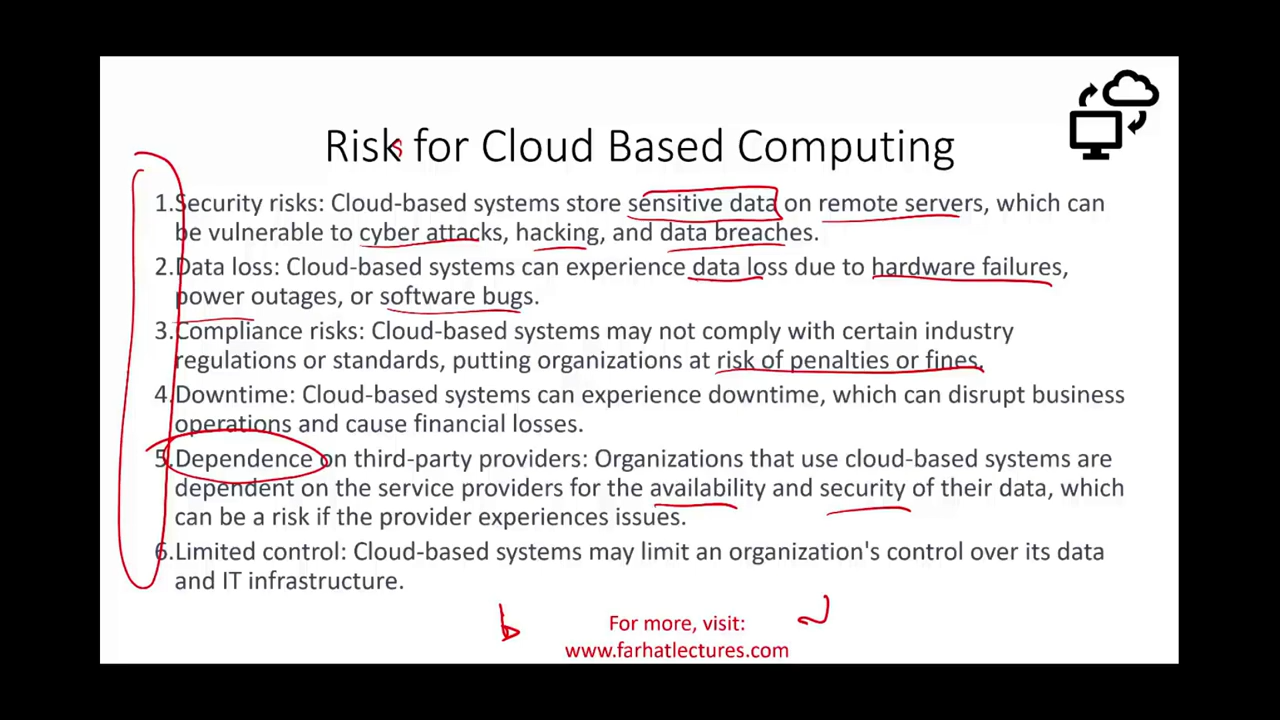 Risks for Cloud Based Computing
1.Security risks: Cloud-based systems store sensitive data on remote servers, which can
be vulnerable to cyber attacks, hacking, and data breaches.
2.Data loss: Cloud-based systems can experience data loss due to hardware failures,
power outages, or software bugs.
3.Compliance risks: Cloud-based systems may not comply with certain industry
regulations or standards, putting organizations at risk of penalties or fines.
4.Downtime: Cloud-based systems can experience downtime, which can disrupt business
operations and cause financial losses.
5.Dependence on third-party providers: Organizations that use cloud-based systems are
dependent on the service providers for the availability and security of their data, which
can be a risk if the provider experiences issues.
6.Limited control: Cloud-based systems may limit an organization's control over its data
and IT infrastructure.
b
For more, visit:
www.farhatlectures.com